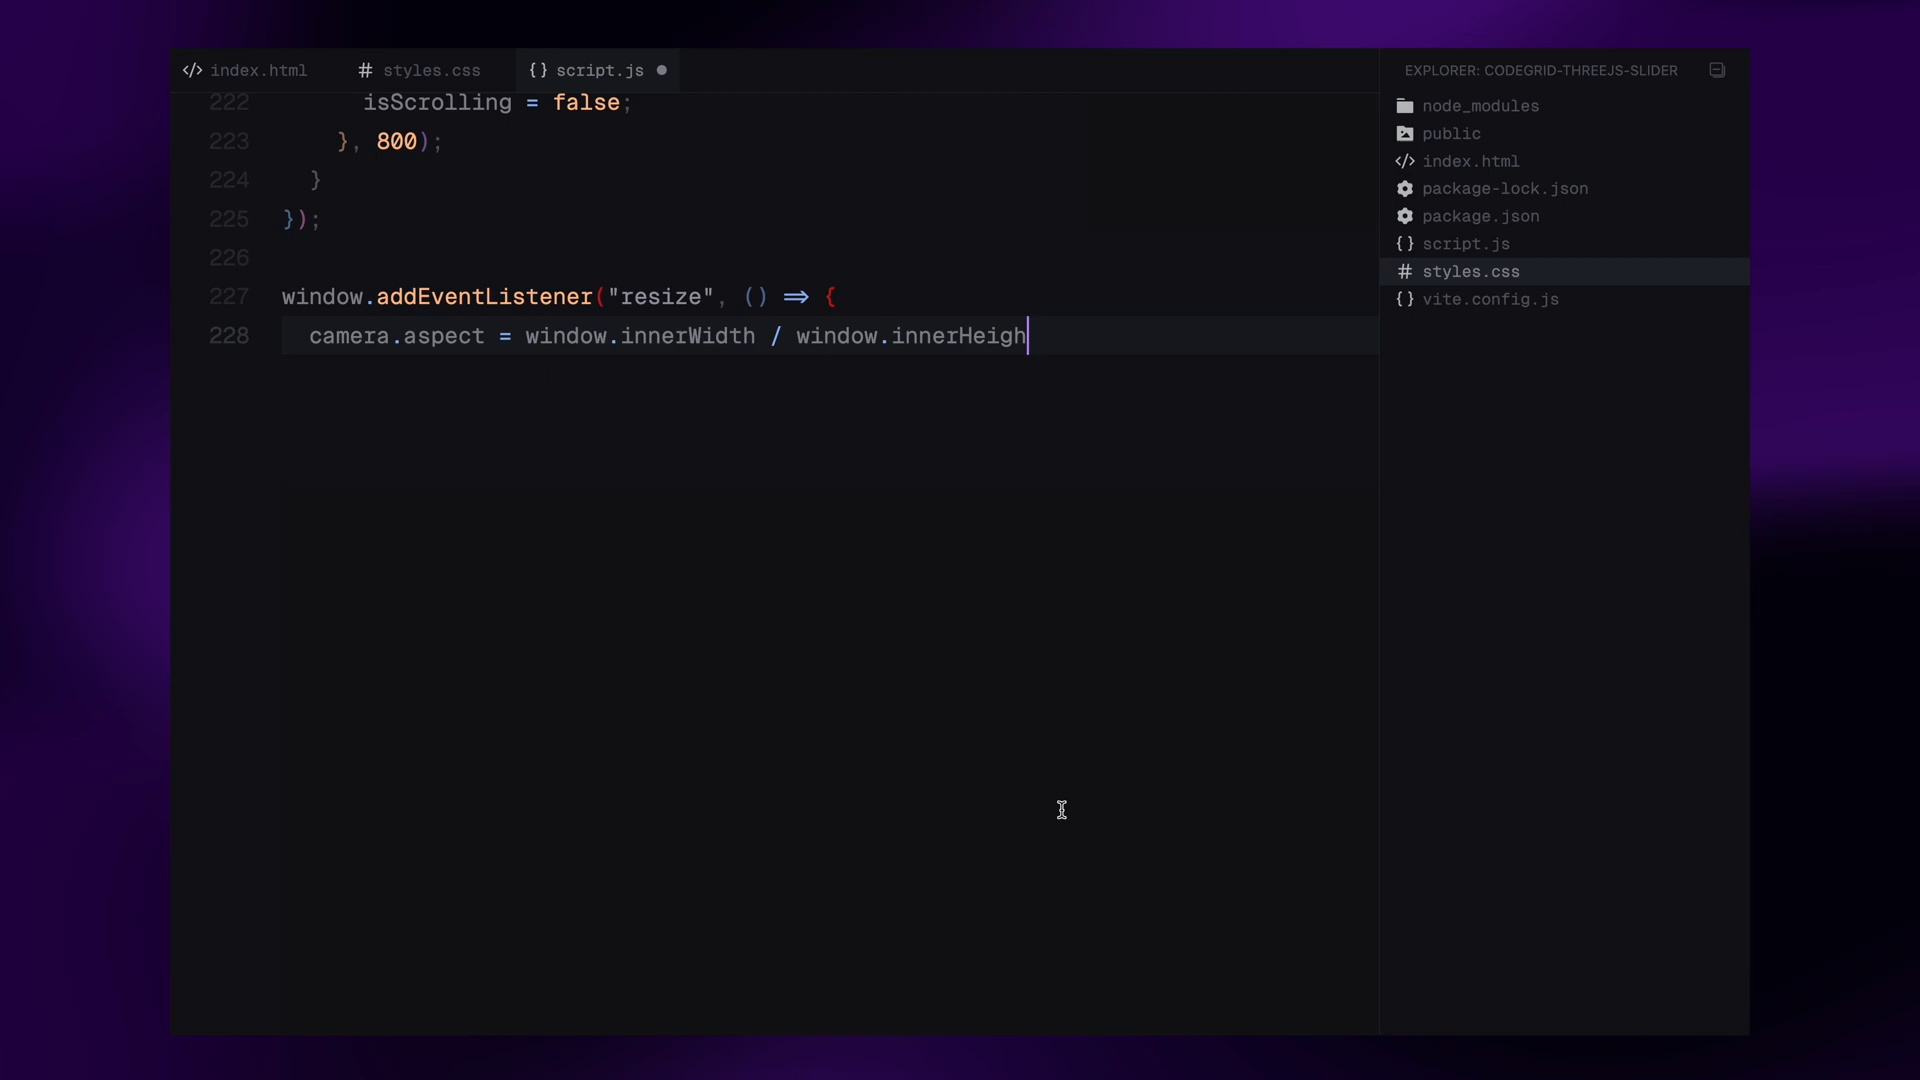 index.html
styles.css
script.js
222 isScrolling = false;
223 }, 800);
224 }
225 });
226
227 window.addEventListener("resize", () => {
228 camera.aspect = window.innerWidth / window.innerHeigh
EXPLORER: CODEGRID-THREEJS-SLIDER
node_modules
public
index.html
package-lock.json
package.json
script.js
styles.css
vite.config.js